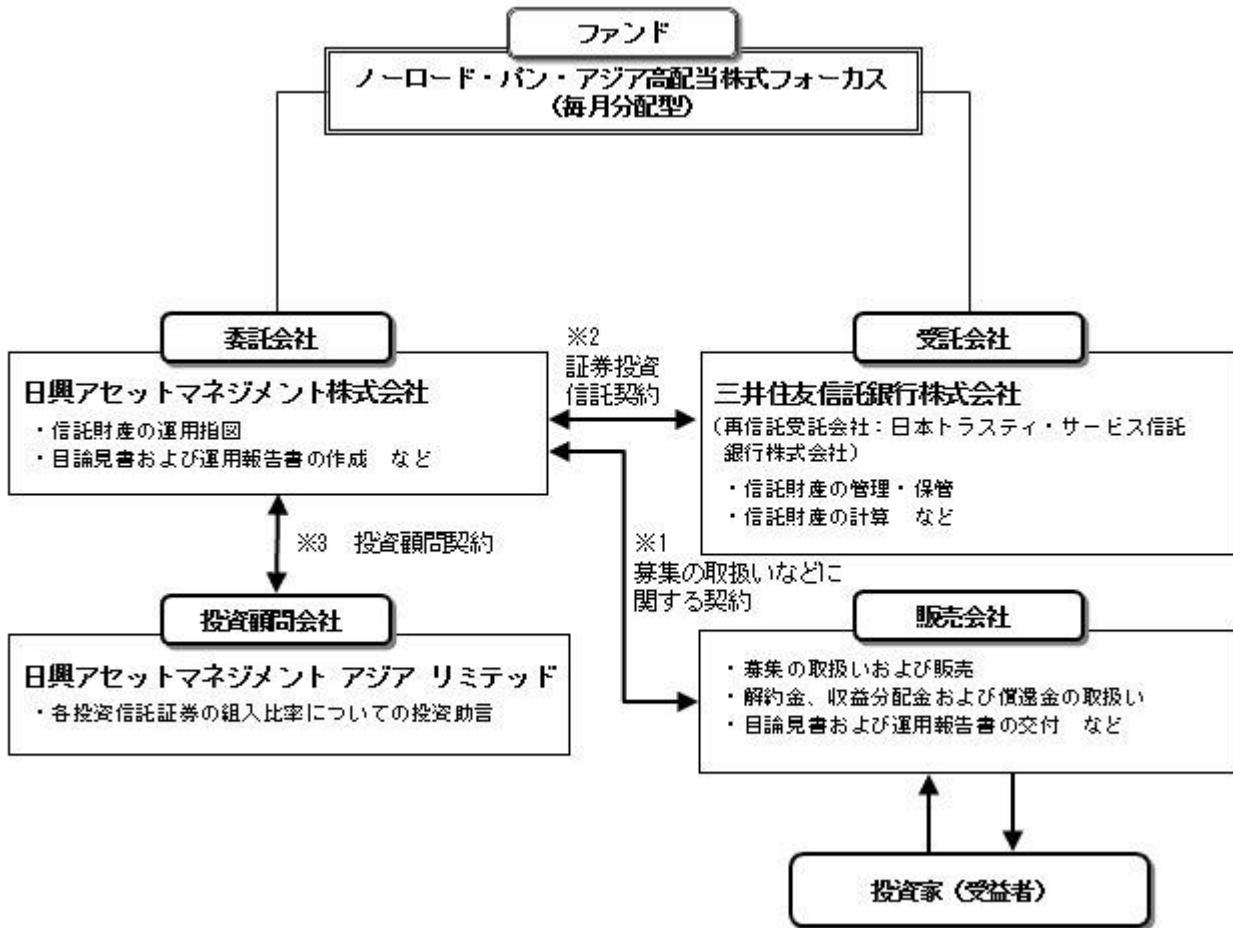 ファンド
ノーロード・パン・アジア高配当株式フォーカス
(毎月分配型)
委託会社
日興アセットマネジメント株式会社
・信託財産の運用指図
・目論見書および運用報告書の作成 など
※2
証券投資
信託契約
受託会社
三井住友信託銀行株式会社
(再信託受託会社：日本トラスティ・サービス信託
銀行株式会社)
・信託財産の管理・保管
・信託財産の計算 など
※3 投資顧問契約
※1
募集の取扱いなどに
関する契約
投資顧問会社
日興アセットマネジメント アジア リミテッド
・各投資信託証券の組入比率についての投資助言
販売会社
・募集の取扱いおよび販売
・解約金、収益分配金および償還金の取扱い
・目論見書および運用報告書の交付 など
投資家（受益者）